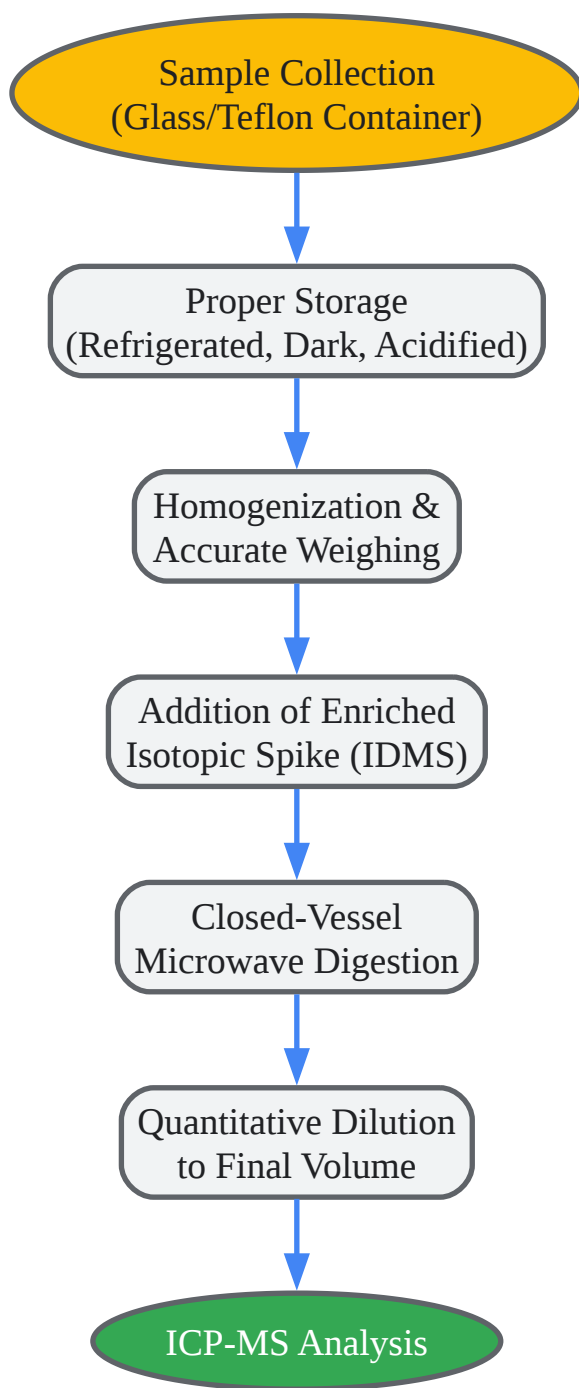 Sample Collection
(Glass/Teflon Container)
Proper Storage
(Refrigerated, Dark, Acidified)
Homogenization &
Accurate Weighing
Addition of Enriched
Isotopic Spike (IDMS)
Closed-Vessel
Microwave Digestion
Quantitative Dilution
to Final Volume
ICP-MS Analysis